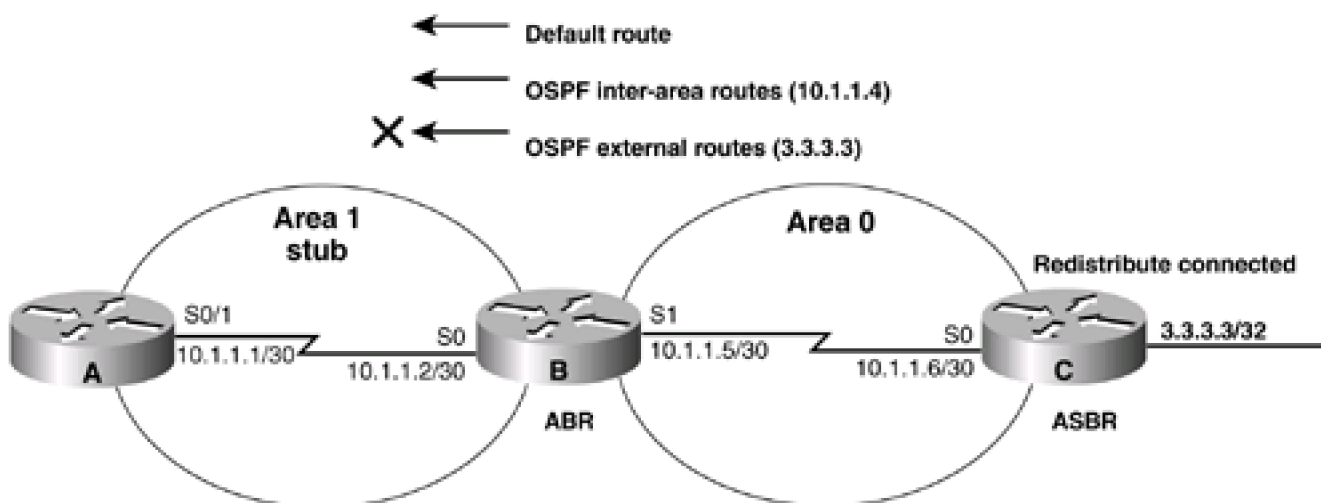 Default route
OSPF inter-area routes (10.1.1.4)
OSPF external routes (3.3.3.3)
Area 1
stub
Area 0
Redistribute connected
S0/1
10.1.1.1/30
S0
10.1.1.2/30
S1
10.1.1.5/30
S0
10.1.1.6/30
3.3.3.3/32
A
B
C
ABR
ASBR